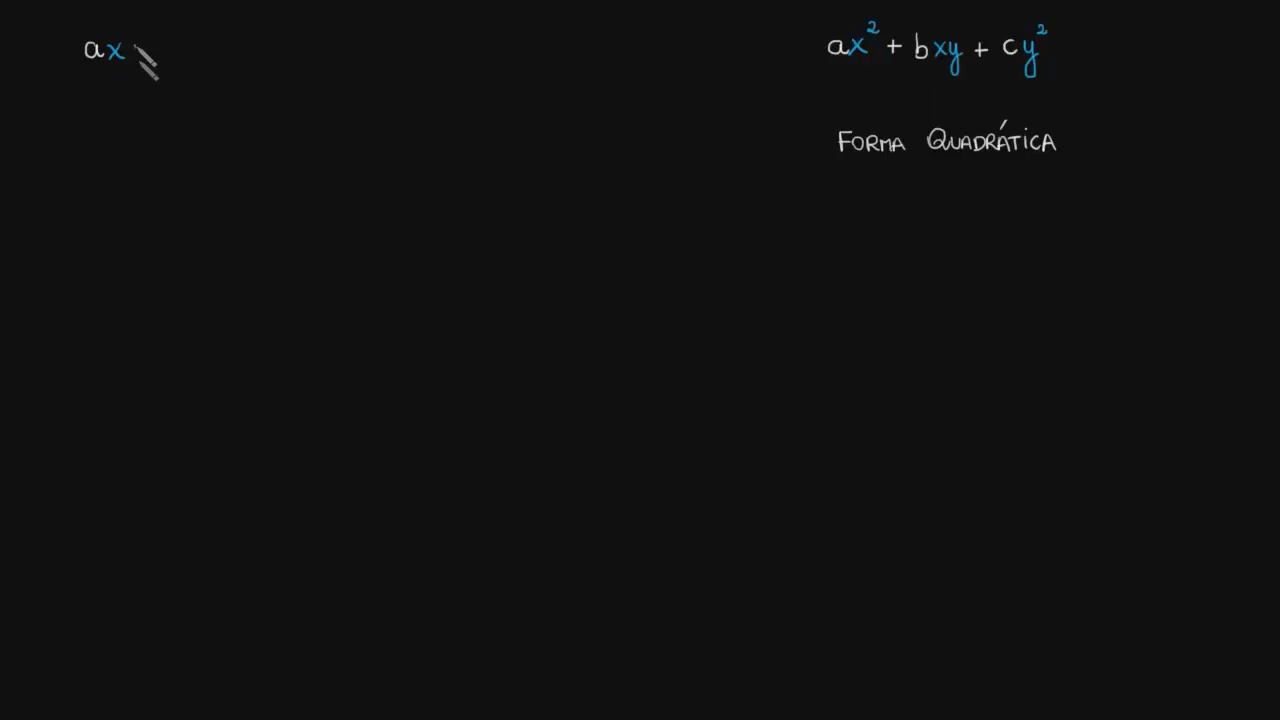 ax
ax² + bxy + cy²
FORMA QUADRÁTICA